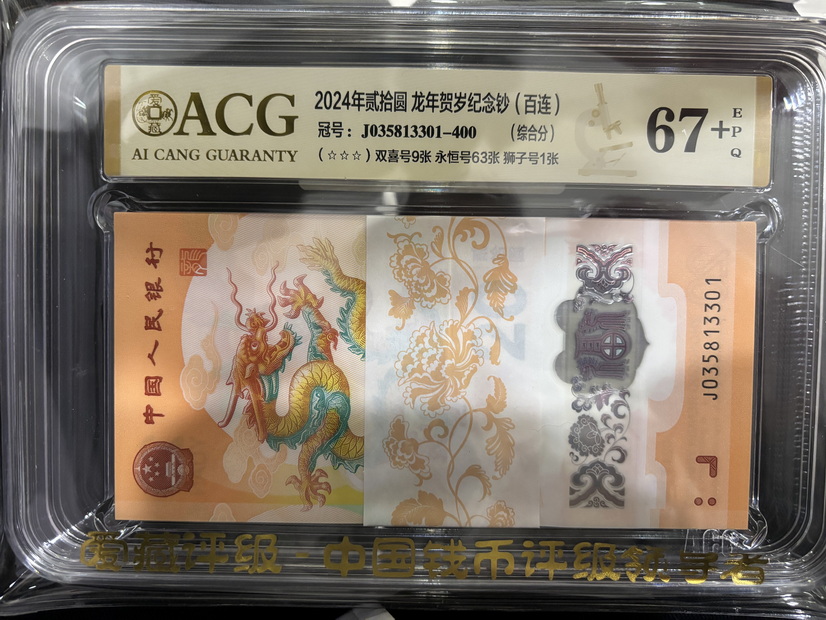 ACG
AI CANG GUARANTY
2024年贰拾圆 龙年贺岁纪念钞（百连）
冠号：J035813301-400 （综合分）
（☆☆☆）双喜号9张 永恒号63张 狮子号1张
67+
EPQ
中国人民银行
J035813301
爱藏评级-中国钱币评级领导者